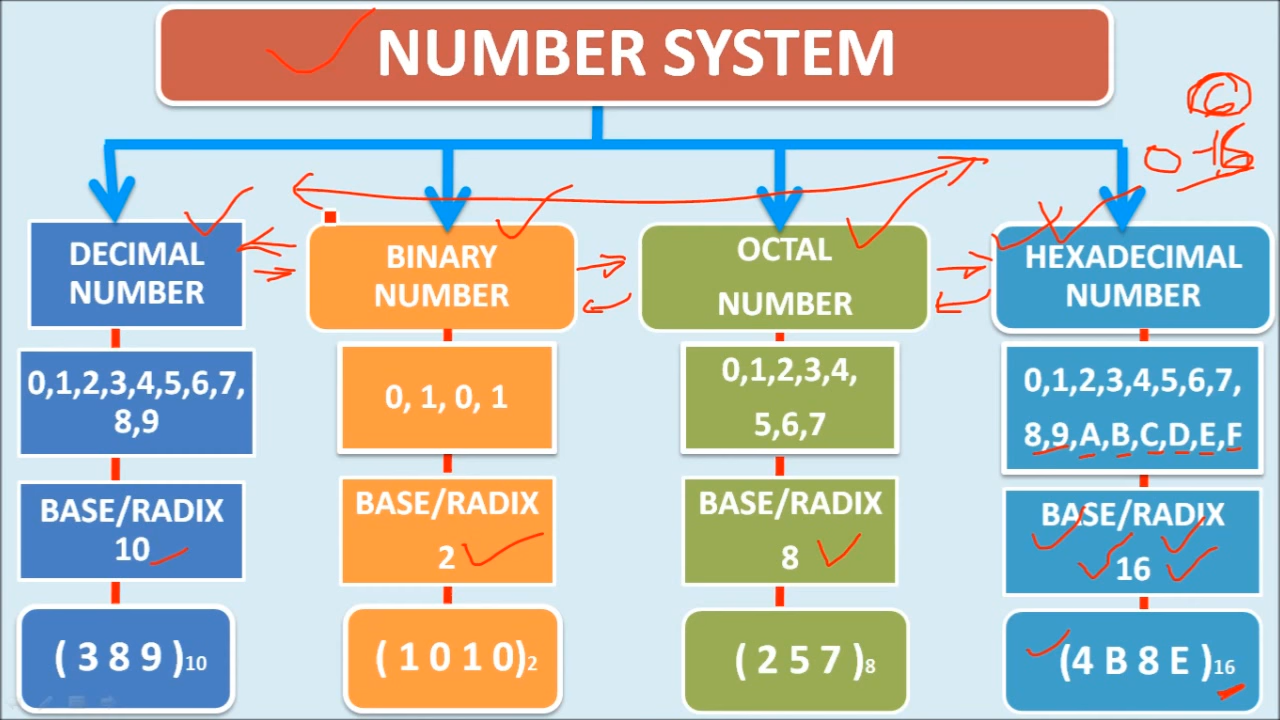 NUMBER SYSTEM
DECIMAL
NUMBER
0,1,2,3,4,5,6,7,
8,9
BASE/RADIX
10
( 3 8 9 )10
BINARY
NUMBER
0, 1, 0, 1
BASE/RADIX
2
( 1 0 1 0)2
OCTAL
NUMBER
0,1,2,3,4,
5,6,7
BASE/RADIX
8
( 2 5 7 )8
HEXADECIMAL
NUMBER
0,1,2,3,4,5,6,7,
8,9,A,B,C,D,E,F
BASE/RADIX
16
(4 B 8 E )16